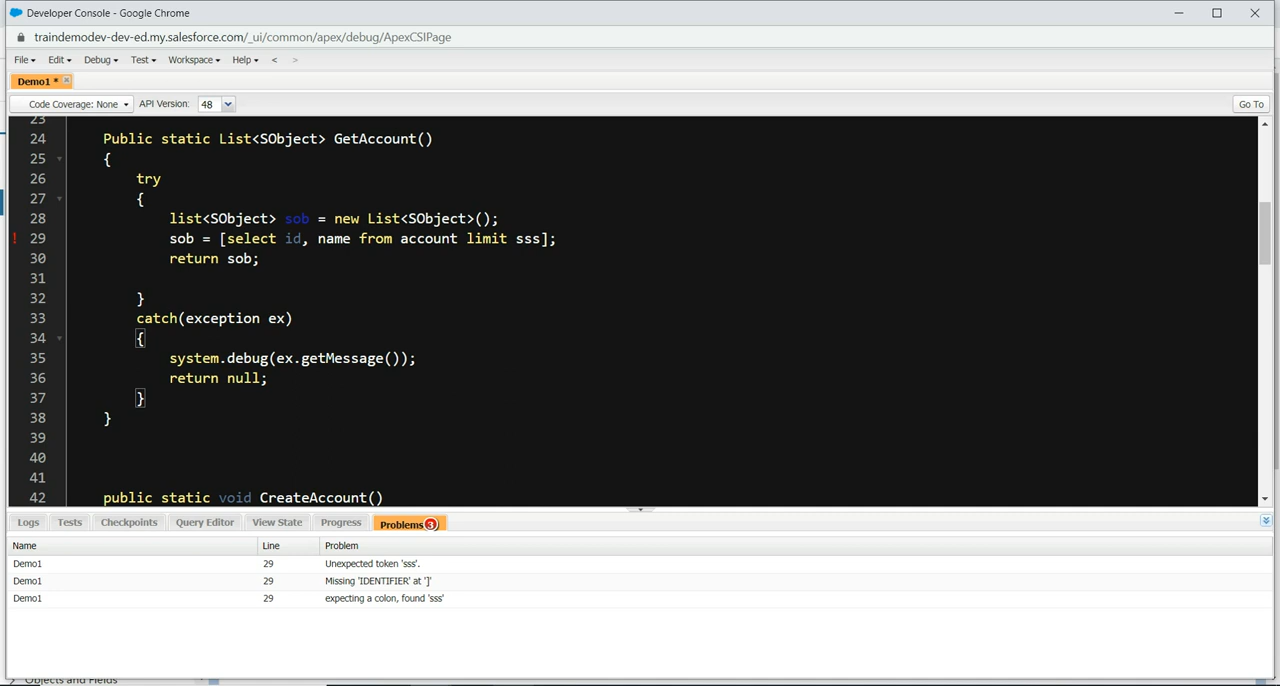 Developer Console - Google Chrome
traindemodev-dev-ed.my.salesforce.com/_ui/common/apex/debug/ApexCSIPage
File Edit Debug Test Workspace Help < >
Demo1 *
Code Coverage: None API Version: 48 Go To
23
24 Public static List<SObject> GetAccount()
25 {
26 try
27 {
28 list<SObject> sob = new List<SObject>();
! 29 sob = [select id, name from account limit sss];
30 return sob;
31
32 }
33 catch(exception ex)
34 {
35 system.debug(ex.getMessage());
36 return null;
37 }
38 }
39
40
41
42 public static void CreateAccount()
Logs Tests Checkpoints Query Editor View State Progress Problems 3
Name Line Problem
Demo1 29 Unexpected token 'sss'.
Demo1 29 Missing 'IDENTIFIER' at ']'
Demo1 29 expecting a colon, found 'sss'
Objects and Fields